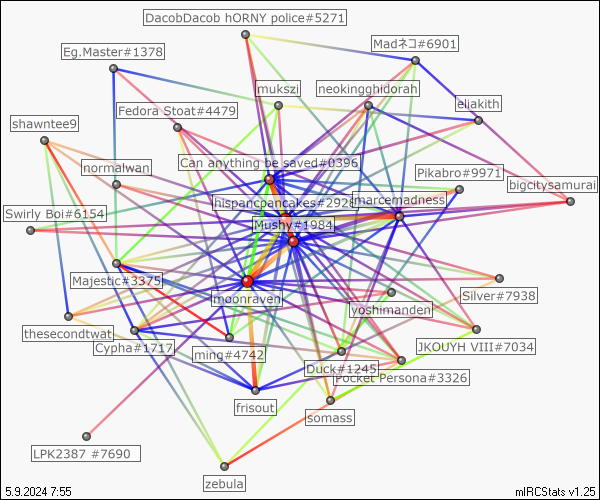 DacobDacob hORNY police#5271
Madネコ#6901
Eg.Master#1378
mukszi
neokingghidorah
eliakith
Fedora Stoat#4479
shawntee9
normalwan
Can anything be saved#0396
Pikabro#9971
bigcitysamurai
hispancpancakes#2928
marcemadness
Swirly Boi#6154
Mushy#1984
Majestic#3375
moonraven
yoshimanden
Silver#7938
thesecondtwat
Cypha#1717
ming#4742
JKOUYH VIII#7034
Duck#1245
Pocket Persona#3326
frisout
somass
LPK2387 #7690
zebula
5.9.2024 7:55
mIRCStats v1.25